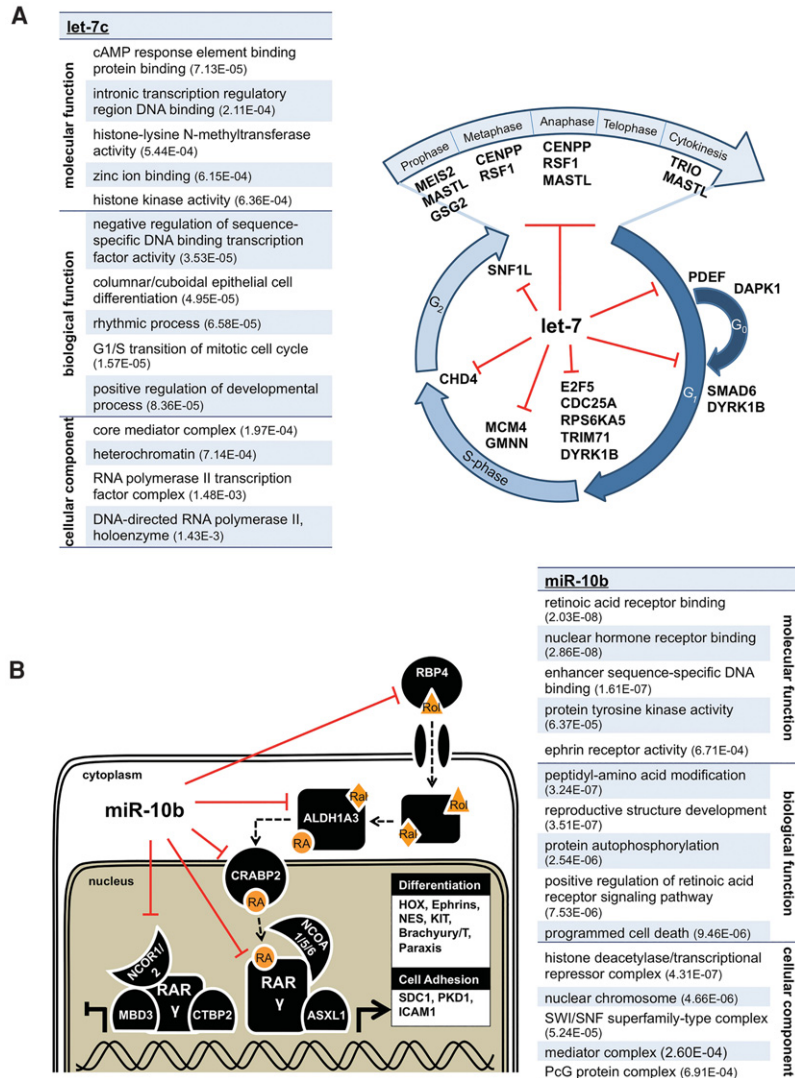 A
let-7c
molecular function
cAMP response element binding
protein binding (7.13E-05)
intronic transcription regulatory
region DNA binding (2.11E-04)
histone-lysine N-methyltransferase
activity (5.44E-04)
zinc ion binding (6.15E-04)
histone kinase activity (6.36E-04)
biological function
negative regulation of sequence-
specific DNA binding transcription
factor activity (3.53E-05)
columnar/cuboidal epithelial cell
differentiation (4.95E-05)
rhythmic process (6.58E-05)
G1/S transition of mitotic cell cycle
(1.57E-05)
positive regulation of developmental
process (8.36E-05)
cellular component
core mediator complex (1.97E-04)
heterochromatin (7.14E-04)
RNA polymerase II transcription
factor complex (1.48E-03)
DNA-directed RNA polymerase II,
holoenzyme (1.43E-3)
Prophase
Metaphase
Anaphase
Telophase
Cytokinesis
MEIS2
MASTL
GSG2
CENPP
RSF1
CENPP
RSF1
MASTL
TRIO
MASTL
SNF1L
G2
let-7
PDEF
DAPK1
G0
G1
SMAD6
DYRK1B
CHD4
MCM4
GMNN
E2F5
CDC25A
RPS6KA5
TRIM71
DYRK1B
S-phase
B
RBP4
Rol
cytoplasm
miR-10b
Ral
ALDH1A3
RA
Rol
Ral
CRABP2
RA
nucleus
NCOR1/
2
RAR
γ
MBD3
CTBP2
NCOA
1/5/6
RA
RAR
γ
ASXL1
Differentiation
HOX, Ephrins,
NES, KIT,
Brachyury/T,
Paraxis
Cell Adhesion
SDC1, PKD1,
ICAM1
miR-10b
retinoic acid receptor binding
(2.03E-08)
nuclear hormone receptor binding
(2.86E-08)
enhancer sequence-specific DNA
binding (1.61E-07)
protein tyrosine kinase activity
(6.37E-05)
ephrin receptor activity (6.71E-04)
molecular function
peptidyl-amino acid modification
(3.24E-07)
reproductive structure development
(3.51E-07)
protein autophosphorylation
(2.54E-06)
positive regulation of retinoic acid
receptor signaling pathway
(7.53E-06)
programmed cell death (9.46E-06)
biological function
histone deacetylase/transcriptional
repressor complex (4.31E-07)
nuclear chromosome (4.66E-06)
SWI/SNF superfamily-type complex
(5.24E-05)
mediator complex (2.60E-04)
PcG protein complex (6.91E-04)
cellular component